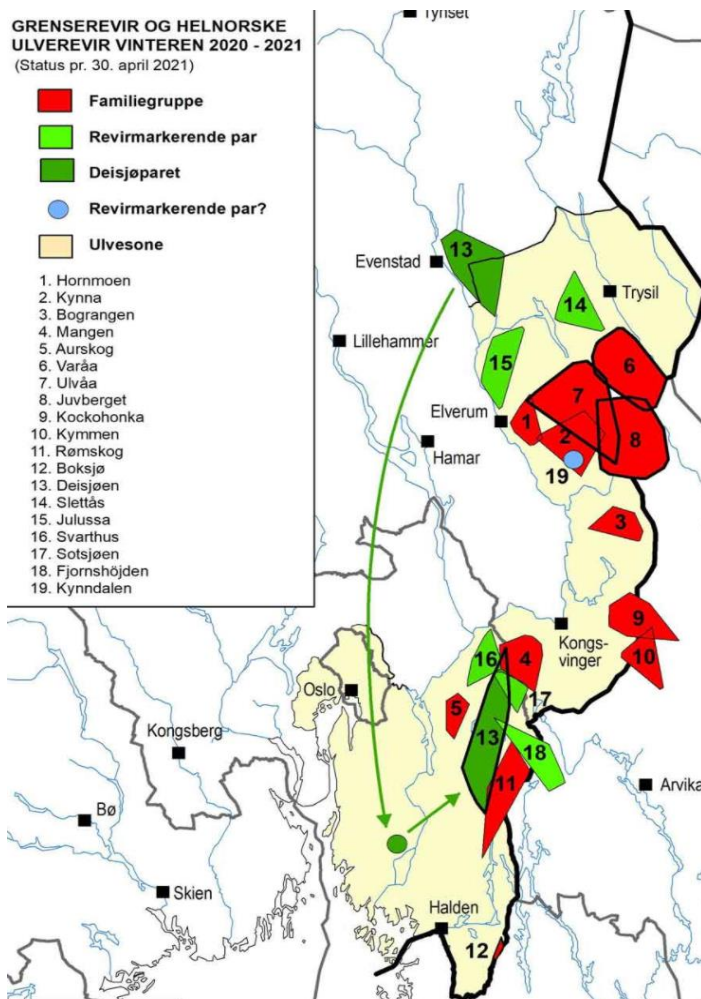 GRENSEREVIR OG HELNORSKE
ULVEREVIR VINTEREN 2020 - 2021
(Status pr. 30. april 2021)
Familiegruppe
Revirmarkerende par
Deisjøparet
Revirmarkerende par?
Ulvesone
1. Hornmoen
2. Kynna
3. Bograngen
4. Mangen
5. Aurskog
6. Varåa
7. Ulvåa
8. Juvberget
9. Kockohonka
10. Kymmen
11. Rømskog
12. Boksjø
13. Deisjøen
14. Slettås
15. Julussa
16. Svarthus
17. Sotsjøen
18. Fjornshöjden
19. Kynndalen
Tynset
13
Evenstad
Trysil
14
Lillehammer
15
6
7
Elverum
1
2
8
Hamar
19
3
9
Kongs-
vinger
16
4
10
Oslo
17
5
Kongsberg
13
18
11
Arvika
Bø
Skien
Halden
12